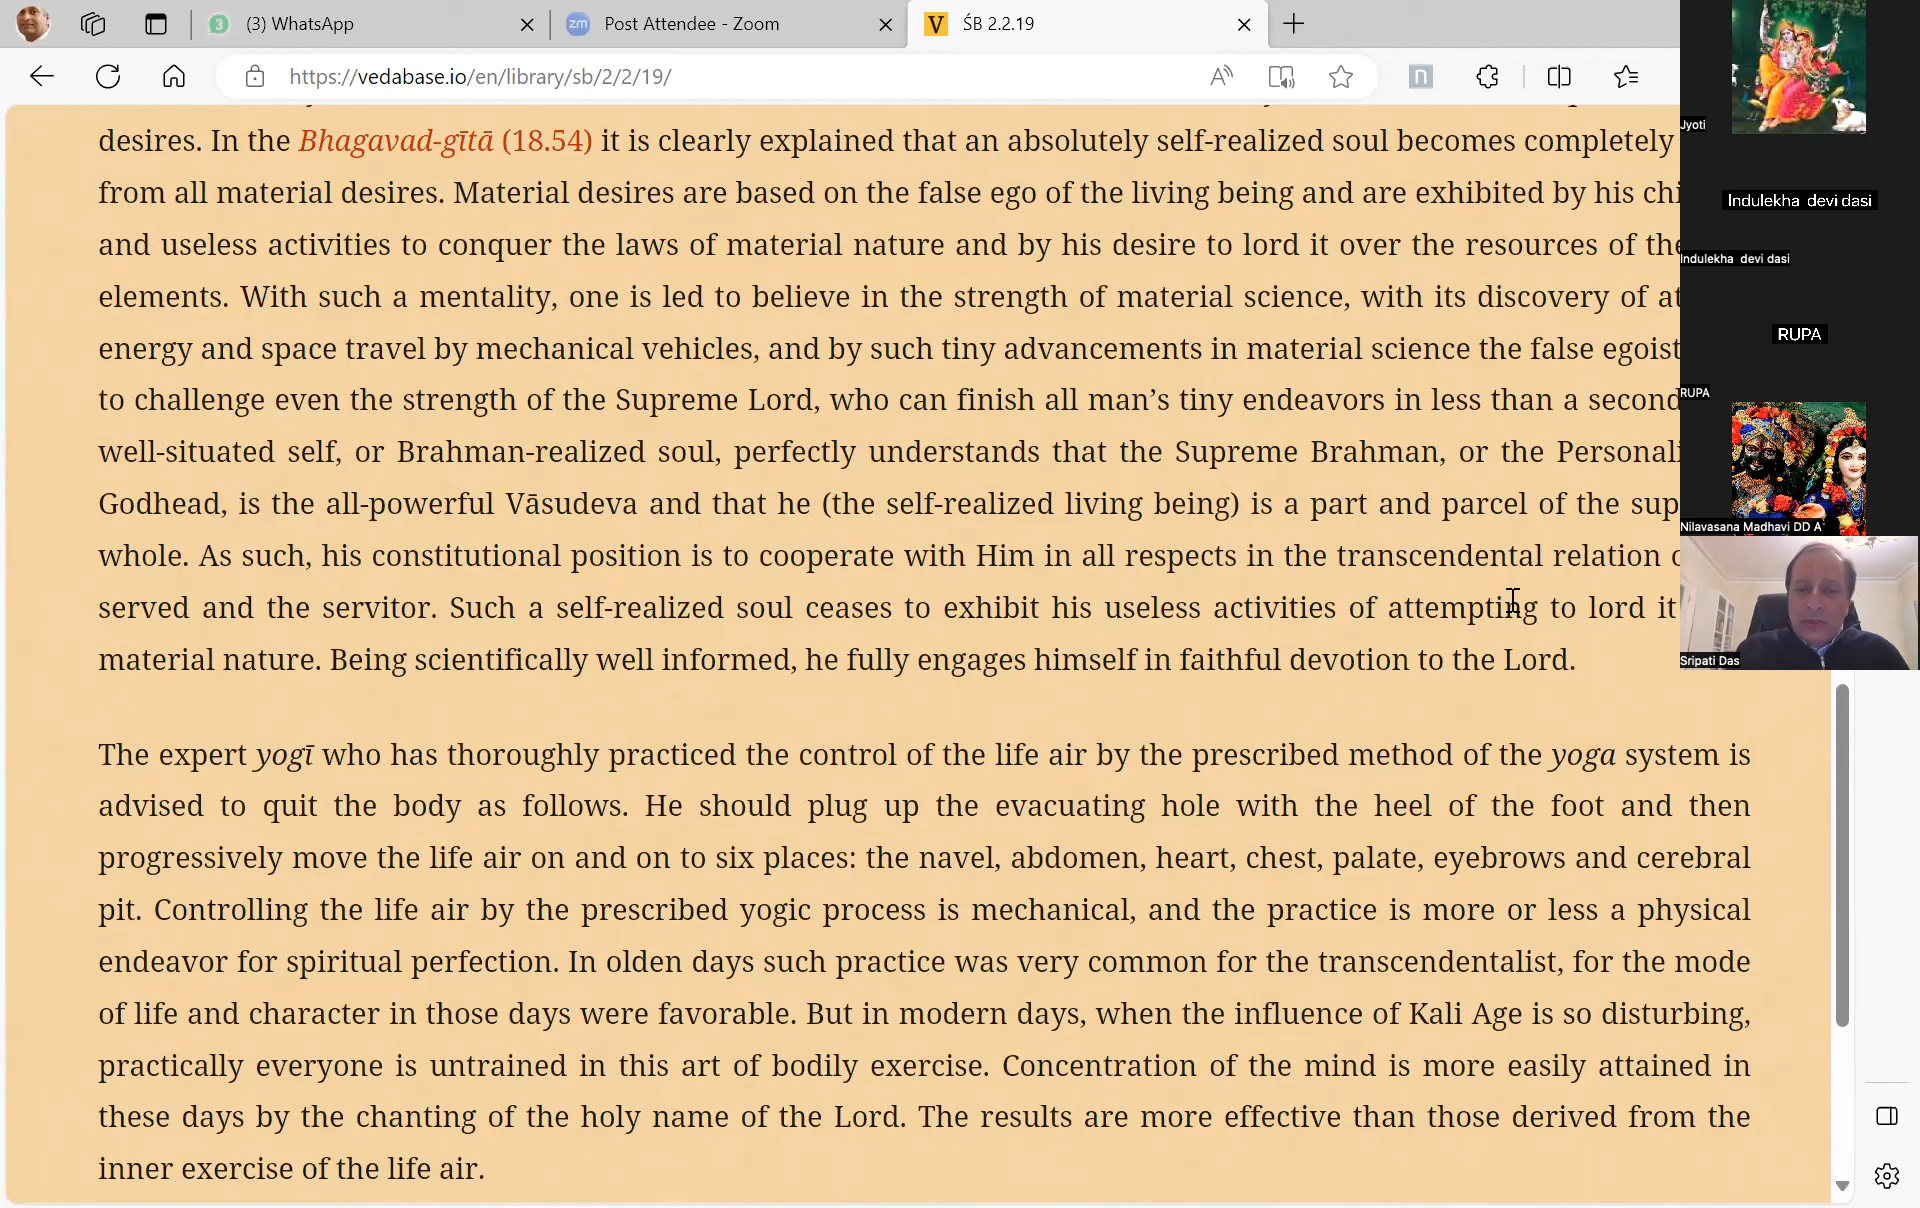 (3) WhatsApp
Post Attendee - Zoom
ŚB 2.2.19
https://vedabase.io/en/library/sb/2/2/19/
desires. In the Bhagavad-gītā (18.54) it is clearly explained that an absolutely self-realized soul becomes completely
from all material desires. Material desires are based on the false ego of the living being and are exhibited by his chi
and useless activities to conquer the laws of material nature and by his desire to lord it over the resources of the
elements. With such a mentality, one is led to believe in the strength of material science, with its discovery of at
energy and space travel by mechanical vehicles, and by such tiny advancements in material science the false egoist
to challenge even the strength of the Supreme Lord, who can finish all man’s tiny endeavors in less than a second
well-situated self, or Brahman-realized soul, perfectly understands that the Supreme Brahman, or the Personali
Godhead, is the all-powerful Vāsudeva and that he (the self-realized living being) is a part and parcel of the sup
whole. As such, his constitutional position is to cooperate with Him in all respects in the transcendental relation
served and the servitor. Such a self-realized soul ceases to exhibit his useless activities of attempting to lord it
material nature. Being scientifically well informed, he fully engages himself in faithful devotion to the Lord.
The expert yogī who has thoroughly practiced the control of the life air by the prescribed method of the yoga system is
advised to quit the body as follows. He should plug up the evacuating hole with the heel of the foot and then
progressively move the life air on and on to six places: the navel, abdomen, heart, chest, palate, eyebrows and cerebral
pit. Controlling the life air by the prescribed yogic process is mechanical, and the practice is more or less a physical
endeavor for spiritual perfection. In olden days such practice was very common for the transcendentalist, for the mode
of life and character in those days were favorable. But in modern days, when the influence of Kali Age is so disturbing,
practically everyone is untrained in this art of bodily exercise. Concentration of the mind is more easily attained in
these days by the chanting of the holy name of the Lord. The results are more effective than those derived from the
inner exercise of the life air.
Jyoti
Indulekha devi dasi
Indulekha devi dasi
RUPA
RUPA
Nilavasana Madhavi DD A
Sripati Das